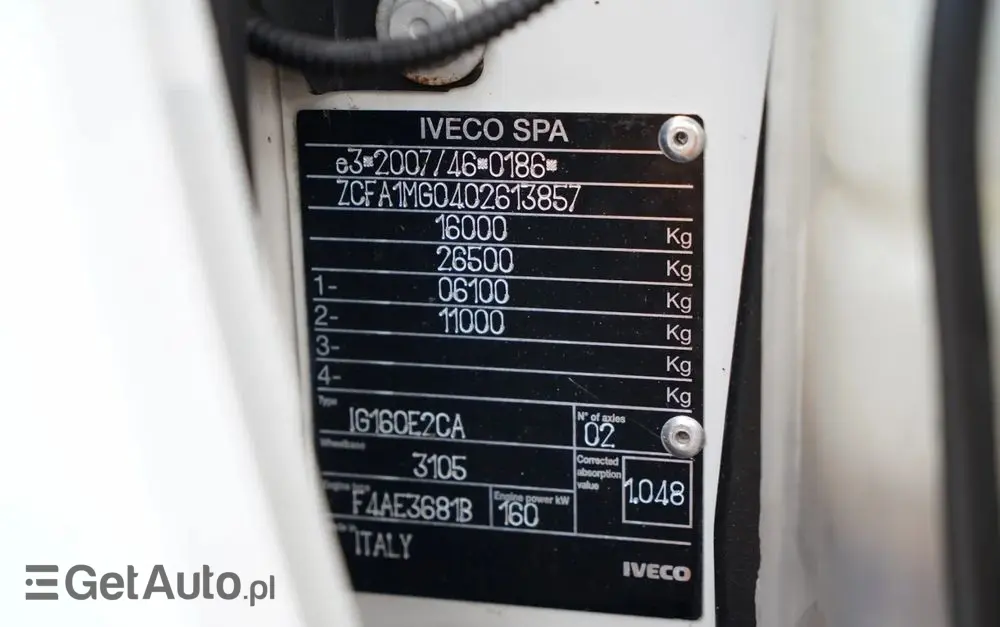 IVECO SPA
e3*2007/46*0186*
ZCFA1MG0402613857
16000 Kg
26500 Kg
1- 06100 Kg
2- 11000 Kg
3- Kg
4- Kg
Type
IG160E2CA
N° of axles
02
Wheelbase
3105
Corrected
absorption
value
1.048
Engine type
F4AE3681B
Engine power kW
160
Made in
ITALY
IVECO
GetAuto.pl